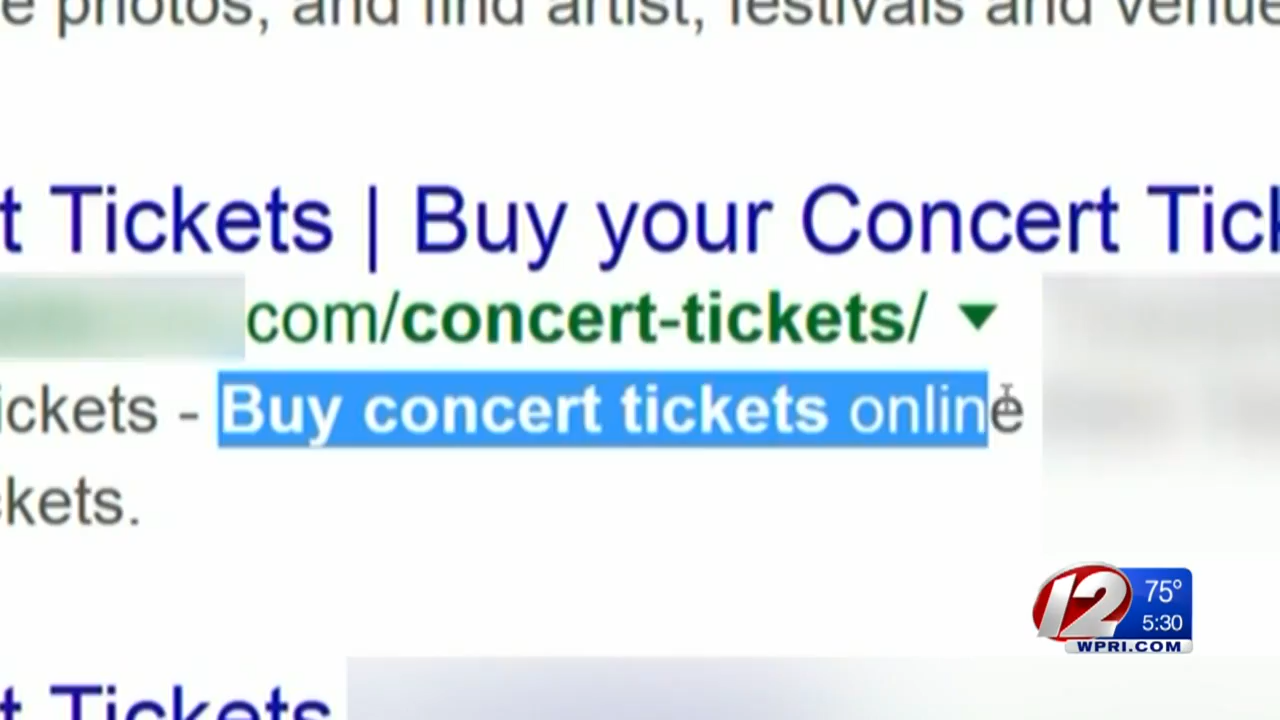 e photos, and find artist, festivals and venue
t Tickets | Buy your Concert Tick
com/concert-tickets/ ▼
ickets - Buy concert tickets online
ckets.
12 75°
5:30
WPRI.COM
t Tickets